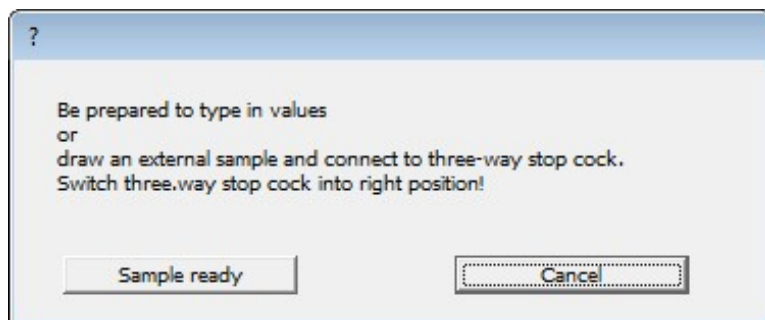 ?
Be prepared to type in values
or
draw an external sample and connect to three-way stop cock.
Switch three.way stop cock into right position!
Sample ready
Cancel